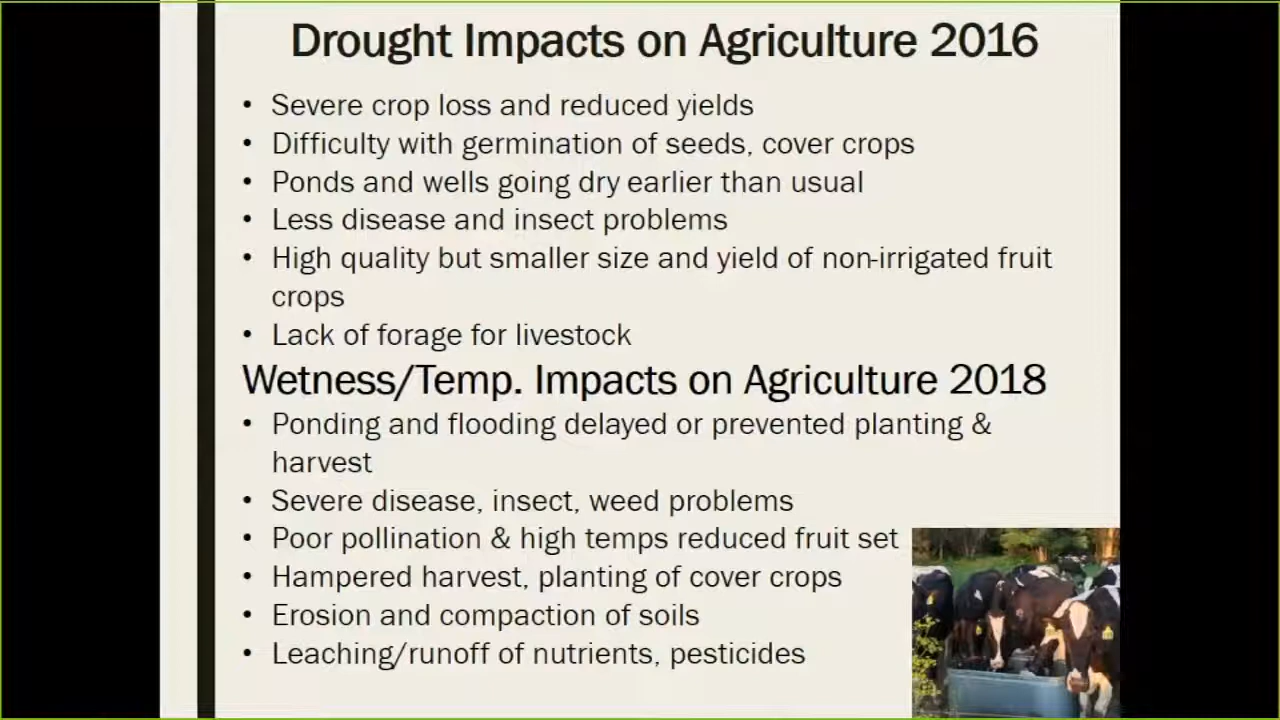 Drought Impacts on Agriculture 2016
• Severe crop loss and reduced yields
• Difficulty with germination of seeds, cover crops
• Ponds and wells going dry earlier than usual
• Less disease and insect problems
• High quality but smaller size and yield of non-irrigated fruit
crops
• Lack of forage for livestock
Wetness/Temp. Impacts on Agriculture 2018
• Ponding and flooding delayed or prevented planting &
harvest
• Severe disease, insect, weed problems
• Poor pollination & high temps reduced fruit set
• Hampered harvest, planting of cover crops
• Erosion and compaction of soils
• Leaching/runoff of nutrients, pesticides